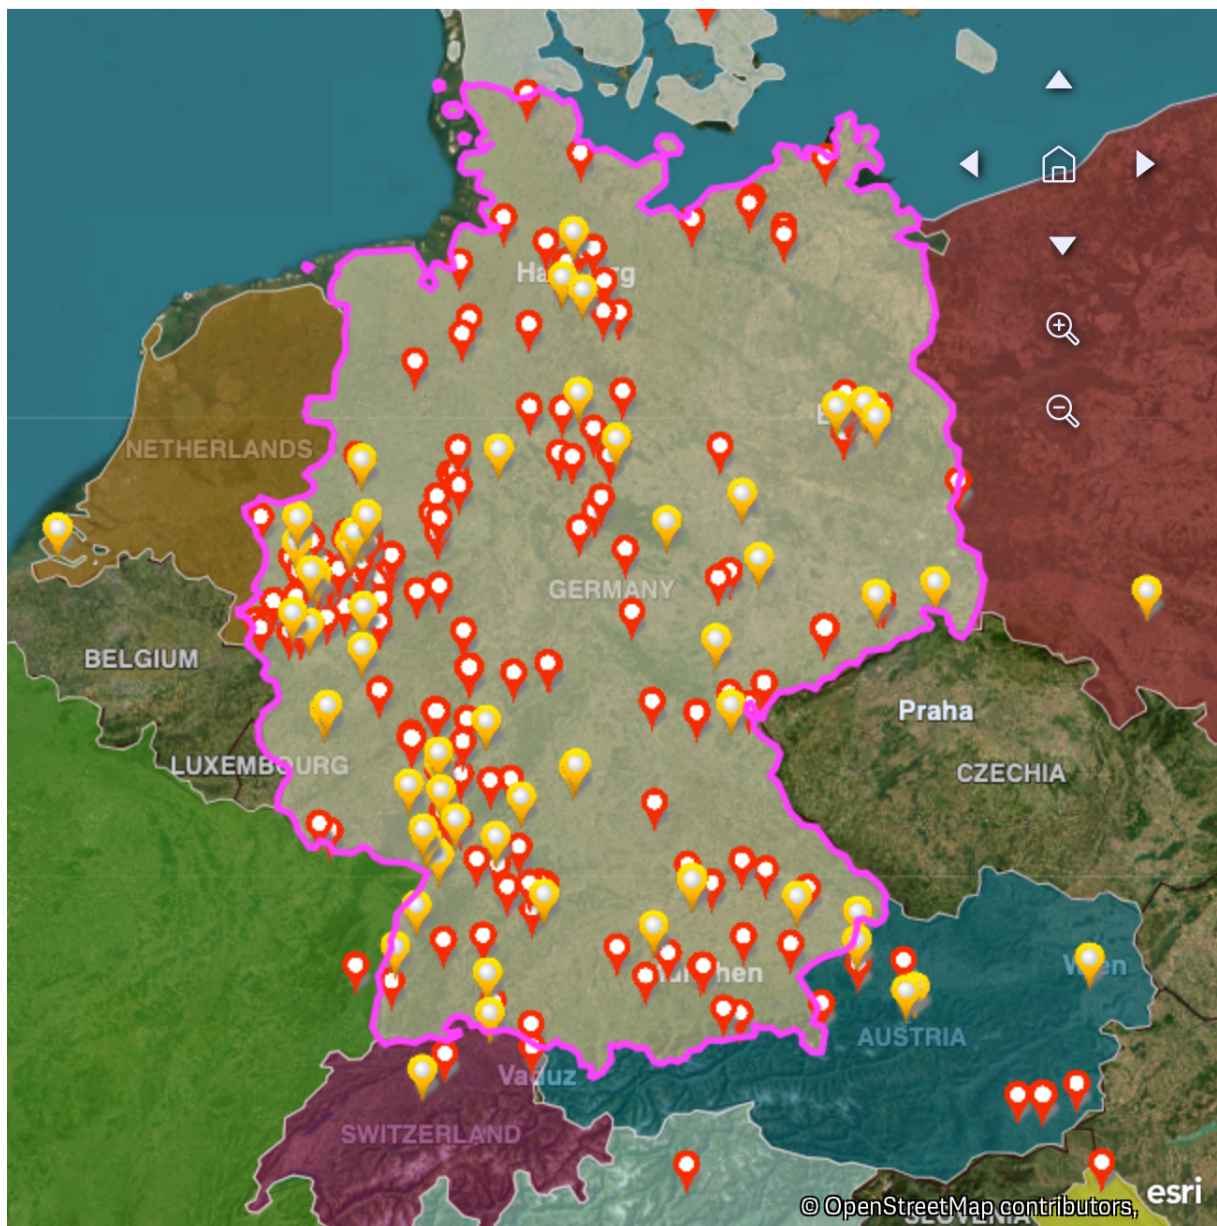 NETHERLANDS
GERMANY
BELGIUM
LUXEMBOURG
Praha
CZECHIA
AUSTRIA
Vaduz
SWITZERLAND
esri
© OpenStreetMap contributors,